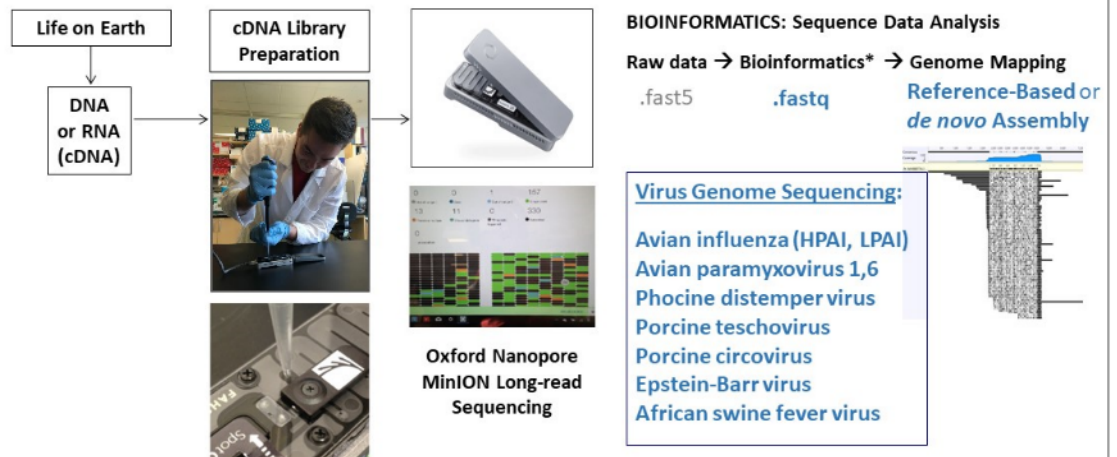 Life on Earth
DNA
or RNA
(cDNA)
cDNA Library
Preparation
Oxford Nanopore
MinION Long-read
Sequencing
BIOINFORMATICS: Sequence Data Analysis
Raw data → Bioinformatics* → Genome Mapping
.fast5 .fastq Reference-Based or
de novo Assembly
Virus Genome Sequencing:
Avian influenza (HPAI, LPAI)
Avian paramyxovirus 1,6
Phocine distemper virus
Porcine teschovirus
Porcine circovirus
Epstein-Barr virus
African swine fever virus